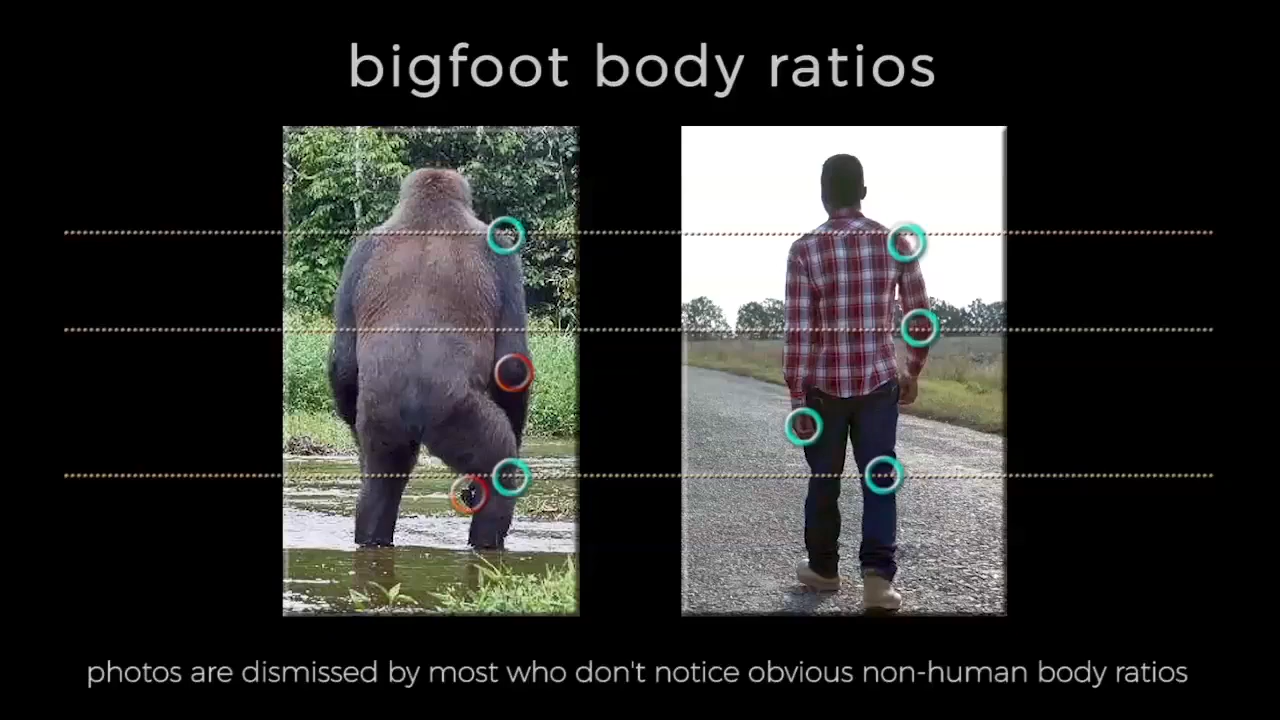 bigfoot body ratios
photos are dismissed by most who don't notice obvious non-human body ratios